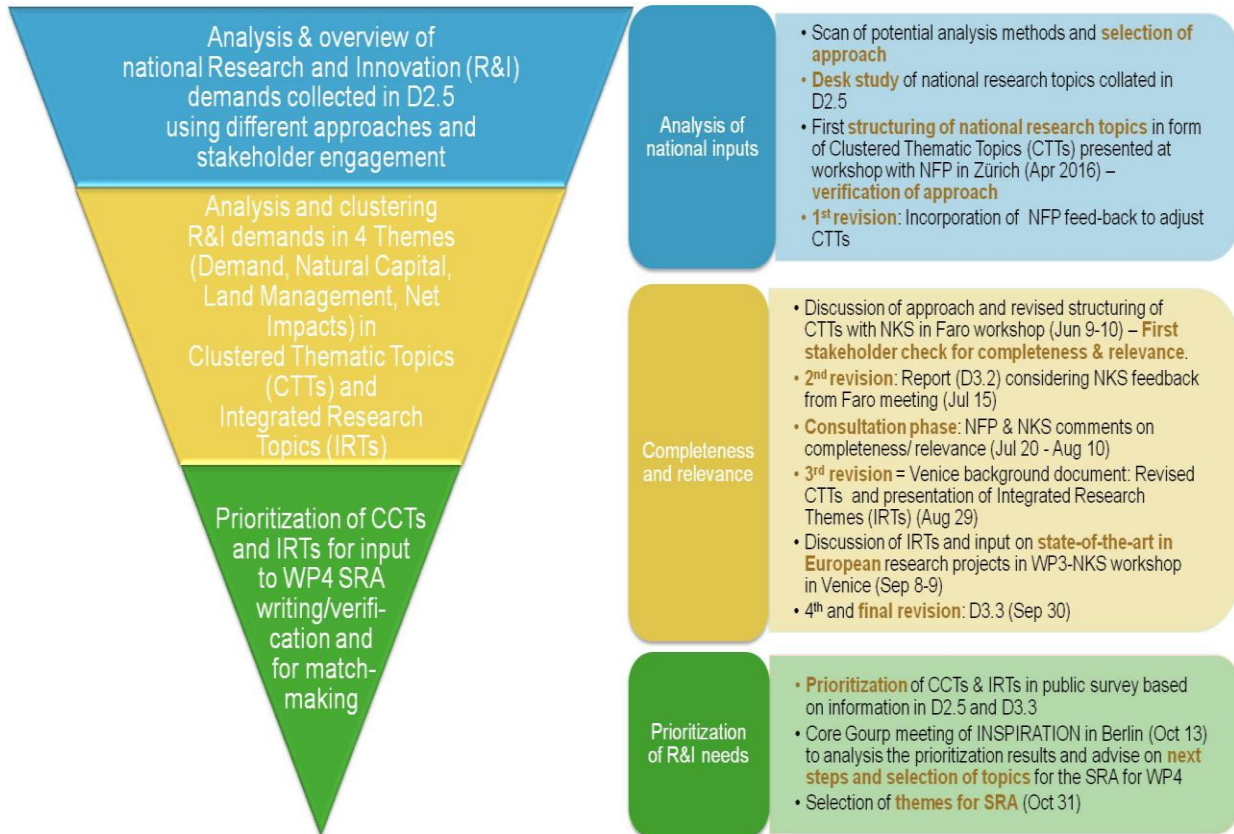 Analysis & overview of
national Research and Innovation (R&I)
demands collected in D2.5
using different approaches and
stakeholder engagement
Analysis and clustering
R&I demands in 4 Themes
(Demand, Natural Capital,
Land Management, Net
Impacts) in
Clustered Thematic Topics
(CTTs) and
Integrated Research
Topics (IRTs)
Prioritization of CCTs
and IRTs for input
to WP4 SRA
writing/verifi-
cation and
for match-
making
Analysis of
national inputs
• Scan of potential analysis methods and selection of
approach
• Desk study of national research topics collated in
D2.5
• First structuring of national research topics in form
of Clustered Thematic Topics (CTTs) presented at
workshop with NFP in Zürich (Apr 2016) –
verification of approach
• 1st revision: Incorporation of NFP feed-back to adjust
CTTs
Completeness
and relevance
• Discussion of approach and revised structuring of
CTTs with NKS in Faro workshop (Jun 9-10) – First
stakeholder check for completeness & relevance.
• 2nd revision: Report (D3.2) considering NKS feedback
from Faro meeting (Jul 15)
• Consultation phase: NFP & NKS comments on
completeness/ relevance (Jul 20 - Aug 10)
• 3rd revision = Venice background document: Revised
CTTs and presentation of Integrated Research
Themes (IRTs) (Aug 29)
• Discussion of IRTs and input on state-of-the-art in
European research projects in WP3-NKS workshop
in Venice (Sep 8-9)
• 4th and final revision: D3.3 (Sep 30)
Prioritization
of R&I needs
• Prioritization of CCTs & IRTs in public survey based
on information in D2.5 and D3.3
• Core Gourp meeting of INSPIRATION in Berlin (Oct 13)
to analysis the prioritization results and advise on next
steps and selection of topics for the SRA for WP4
• Selection of themes for SRA (Oct 31)